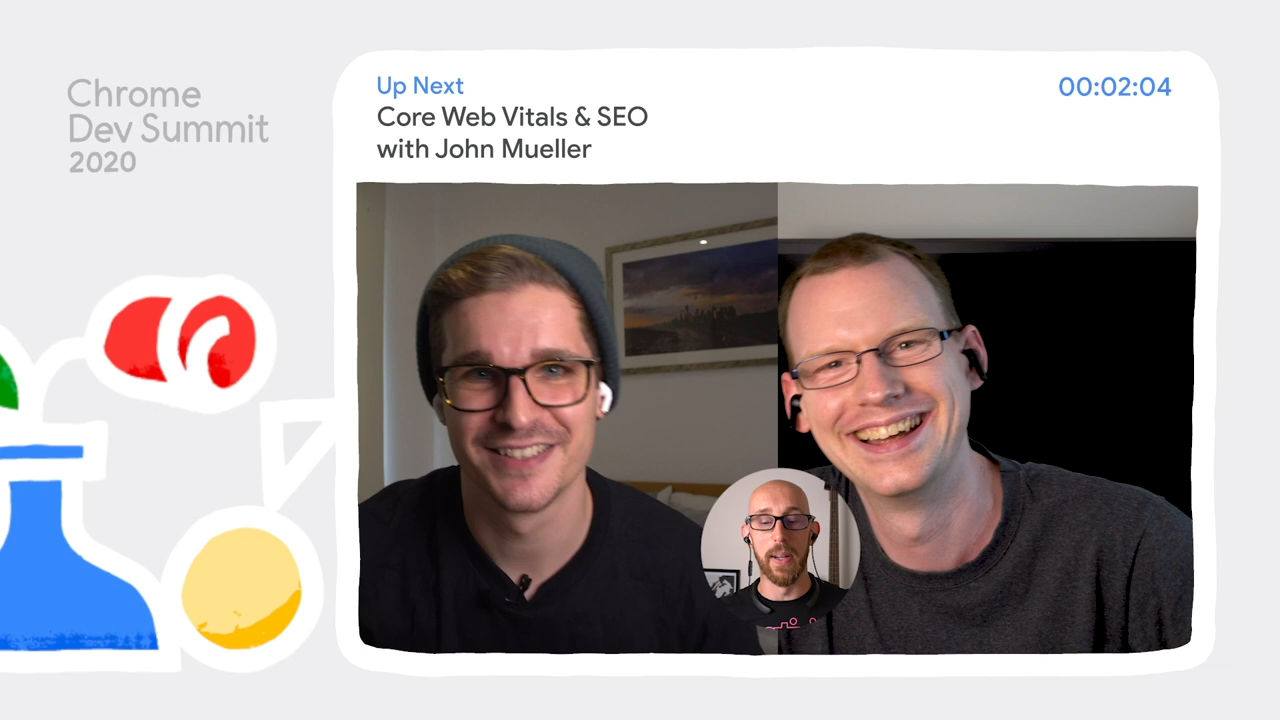 Chrome
Dev Summit
2020
Up Next
Core Web Vitals & SEO
with John Mueller
00:02:04